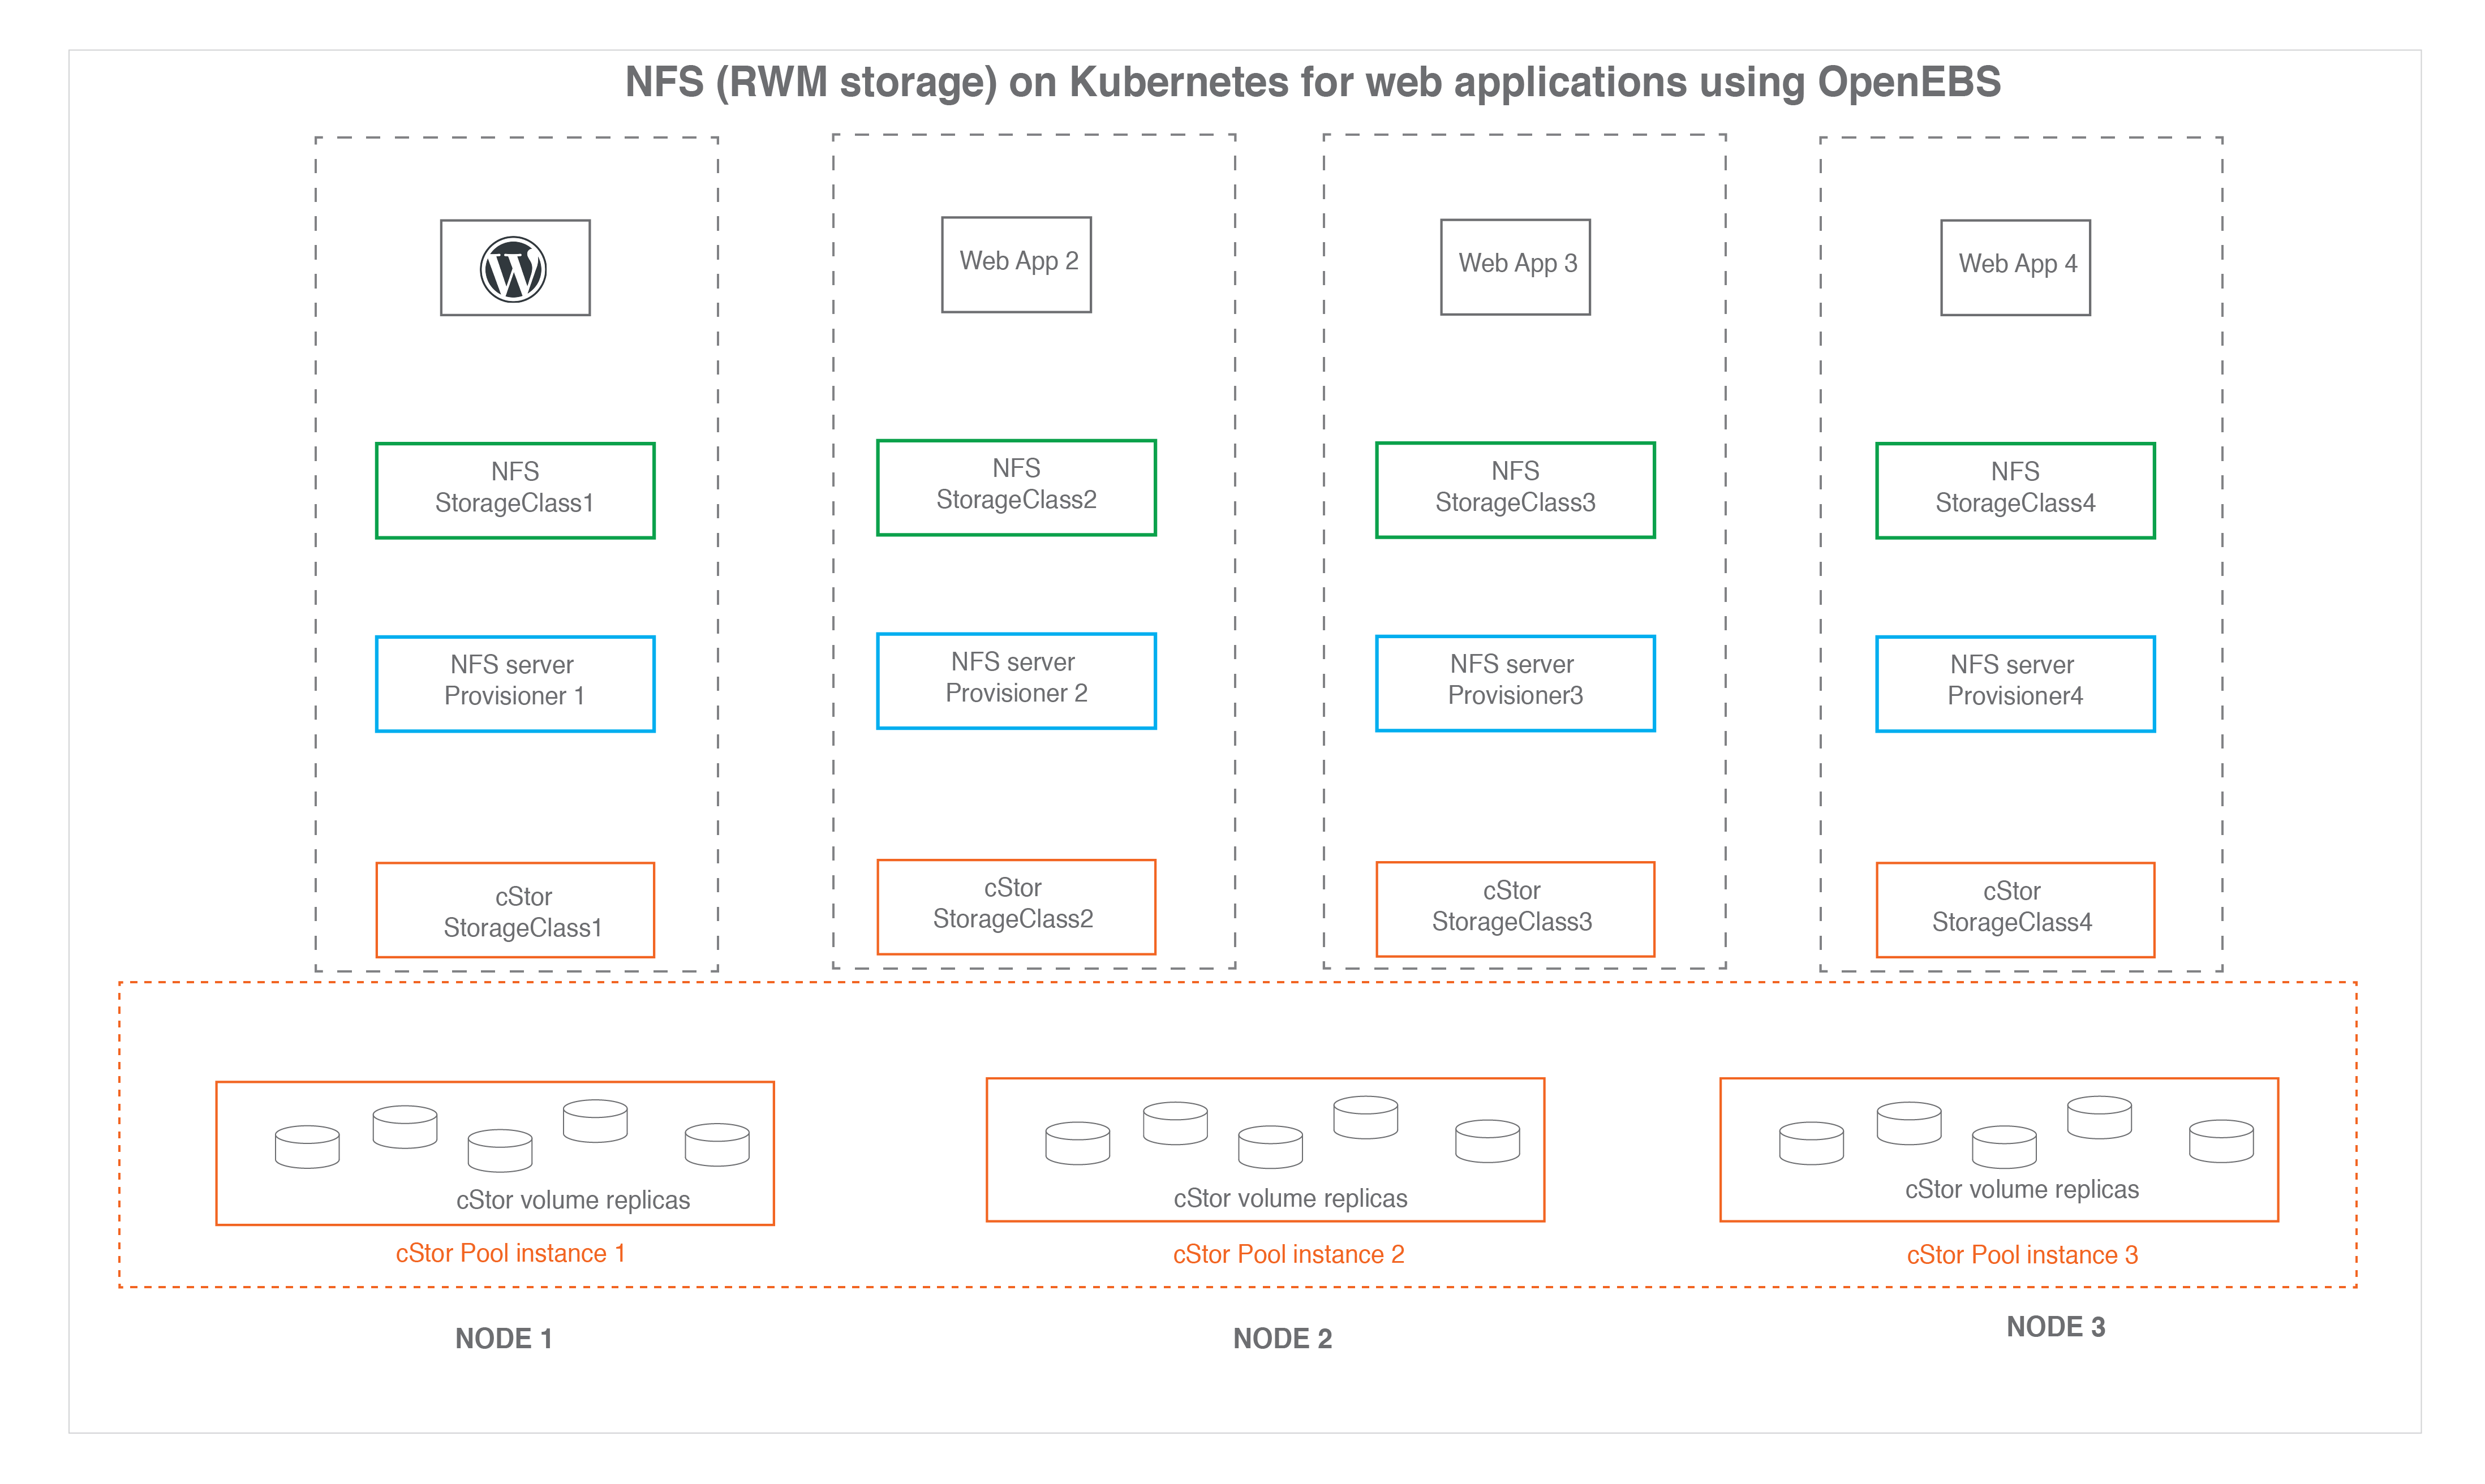 NFS (RWM storage) on Kubernetes for web applications using OpenEBS
Web App 2
Web App 3
Web App 4
NFS
StorageClass1
NFS
StorageClass2
NFS
StorageClass3
NFS
StorageClass4
NFS server
Provisioner 1
NFS server
Provisioner 2
NFS server
Provisioner3
NFS server
Provisioner4
cStor
StorageClass1
cStor
StorageClass2
cStor
StorageClass3
cStor
StorageClass4
cStor volume replicas
cStor volume replicas
cStor volume replicas
cStor Pool instance 1
cStor Pool instance 2
cStor Pool instance 3
NODE 1
NODE 2
NODE 3